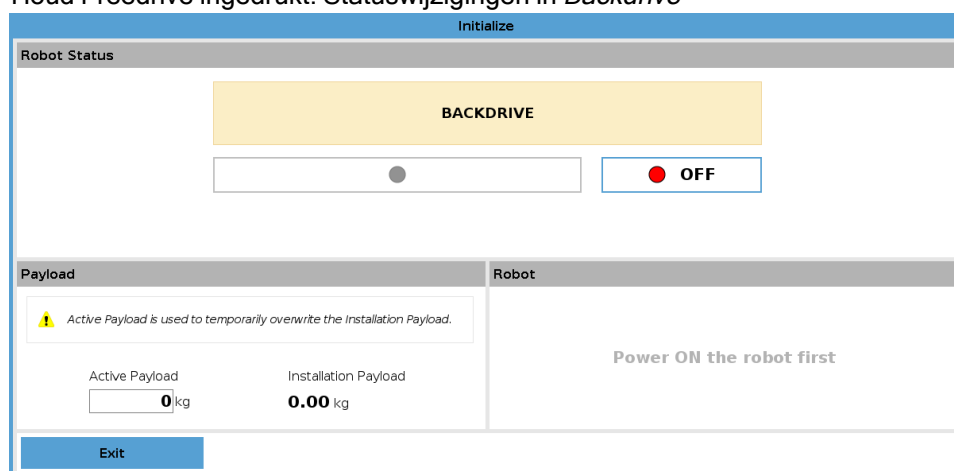 Houd Freedrive ingedrukt. Statuswijzigingen in Backdrive
Initialize
Robot Status
BACKDRIVE
OFF
Payload
Robot
Active Payload is used to temporarily overwrite the Installation Payload.
Power ON the robot first
Active Payload
Installation Payload
0 kg
0.00 kg
Exit